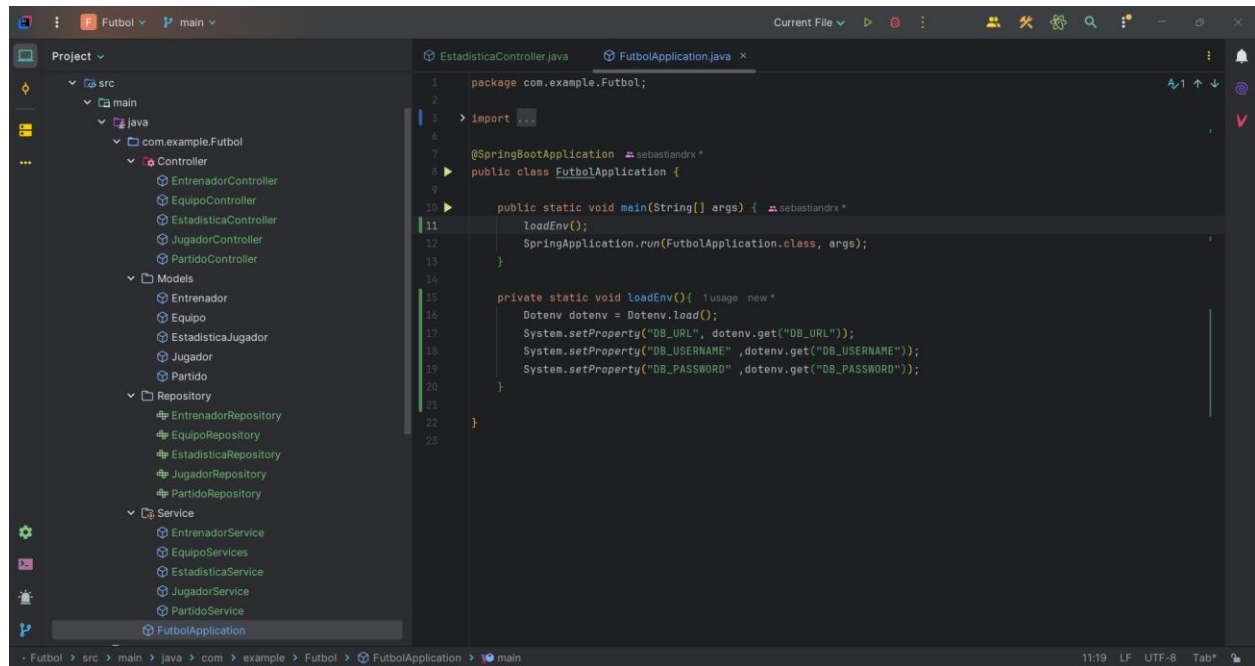 F Futbol main Current File
Project
src
main
java
com.example.Futbol
Controller
EntrenadorController
EquipoController
EstadisticaController
JugadorController
PartidoController
Models
Entrenador
Equipo
EstadisticaJugador
Jugador
Partido
Repository
EntrenadorRepository
EquipoRepository
EstadisticaRepository
JugadorRepository
PartidoRepository
Service
EntrenadorService
EquipoServices
EstadisticaService
JugadorService
PartidoService
FutbolApplication
EstadisticaController.java FutbolApplication.java ×
1 package com.example.Futbol; 1
2
3 > import ...
6
7 @SpringBootApplication sebastiandrx *
8 public class FutbolApplication {
9
10 public static void main(String[] args) { sebastiandrx *
11 loadEnv();
12 SpringApplication.run(FutbolApplication.class, args);
13 }
14
15 private static void loadEnv(){ 1 usage new *
16 Dotenv dotenv = Dotenv.load();
17 System.setProperty("DB_URL", dotenv.get("DB_URL"));
18 System.setProperty("DB_USERNAME" ,dotenv.get("DB_USERNAME"));
19 System.setProperty("DB_PASSWORD" ,dotenv.get("DB_PASSWORD"));
20 }
21
22 }
23
Futbol > src > main > java > com > example > Futbol > FutbolApplication > main 11:19 LF UTF-8 Tab*